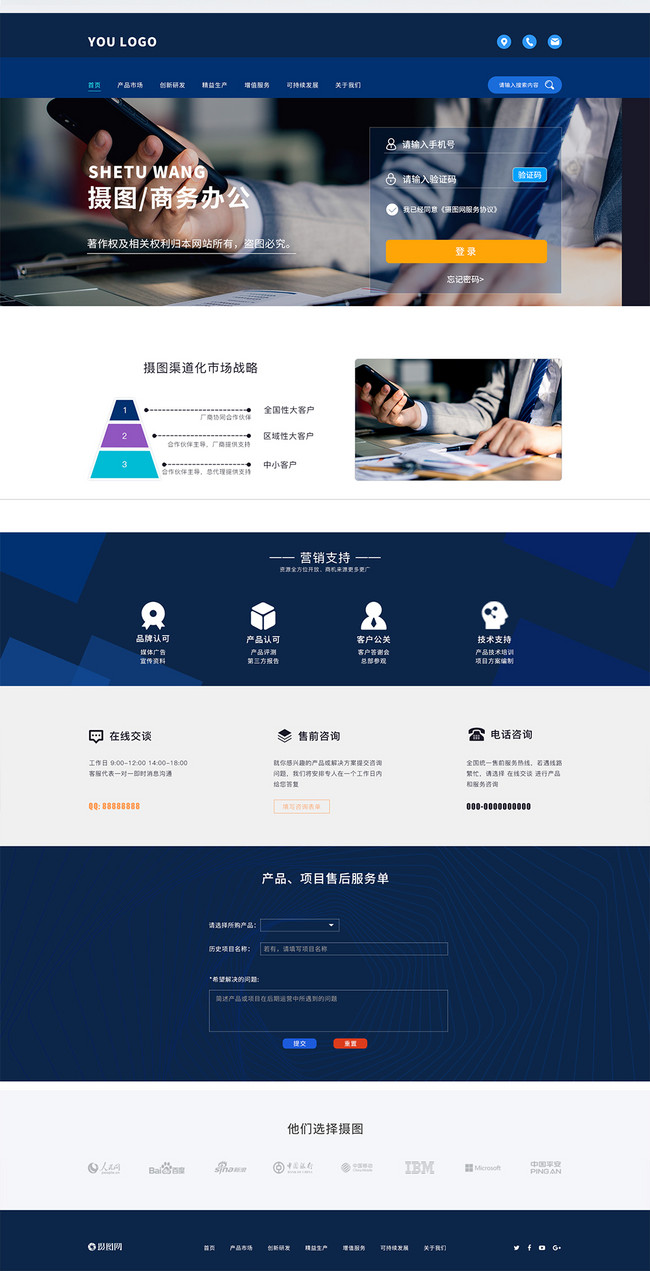 YOU LOGO
首页 产品市场 创新研发 精益生产 增值服务 可持续发展 关于我们 请输入搜索内容
SHETU WANG
摄图/商务办公
著作权及相关权利归本网站所有，盗图必究。
请输入手机号
请输入验证码 验证码
我已经同意《摄图网服务协议》
登录
忘记密码>
摄图渠道化市场战略
1 全国性大客户
厂商协同合作伙伴
2 区域性大客户
合作伙伴主导、厂商提供支持
3 中小客户
合作伙伴主导、总代理提供支持
—— 营销支持 ——
资源全方位开放、商机来源更多更广
品牌认可 产品认可 客户公关 技术支持
媒体广告 产品评测 客户答谢会 产品技术培训
宣传资料 第三方报告 总部参观 项目方案编制
在线交谈
工作日 9:00-12:00 14:00-18:00
客服代表一对一即时消息沟通
QQ: 88888888
售前咨询
就你感兴趣的产品或解决方案提交咨询
问题，我们将安排专人在一个工作日内
给您答复
填写咨询表单
电话咨询
全国统一售前服务热线，若遇线路
繁忙，请选择 在线交谈 进行产品
和服务咨询
000-0000000000
产品、项目售后服务单
请选择所购产品：
历史项目名称： 若有，请填写项目名称
*希望解决的问题：
简述产品或项目在后期运营中所遇到的问题
提交 重置
他们选择摄图
人民网 Bai百度 sina新浪 中国银行 中国移动 IBM Microsoft 中国平安
PING AN
摄图网 首页 产品市场 创新研发 精益生产 增值服务 可持续发展 关于我们 G+